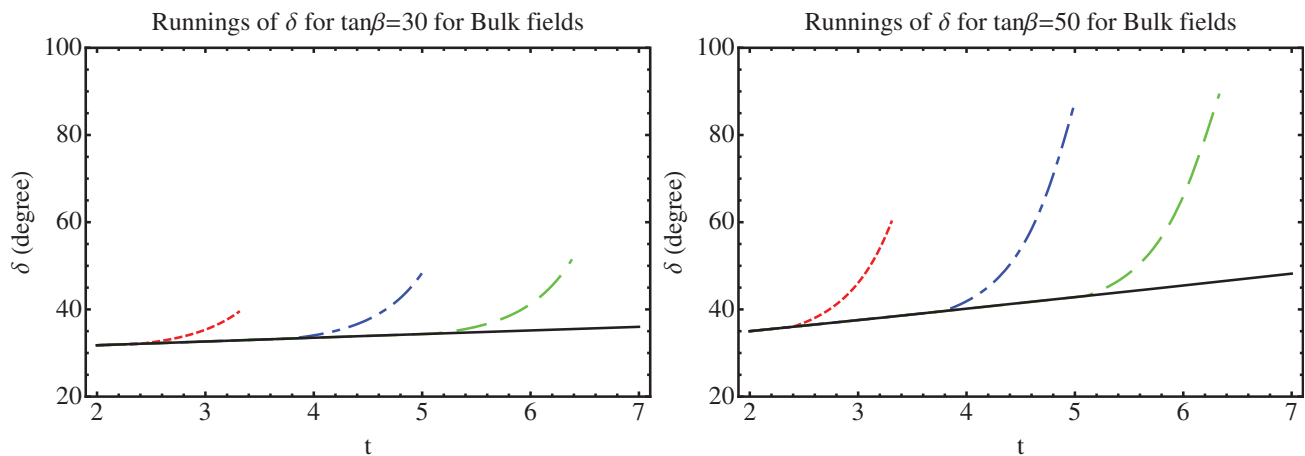 Runnings of δ for tanβ=30 for Bulk fields
100
80
60
40
20
δ (degree)
2 3 4 5 6 7
t
Runnings of δ for tanβ=50 for Bulk fields
100
80
60
40
20
δ (degree)
2 3 4 5 6 7
t